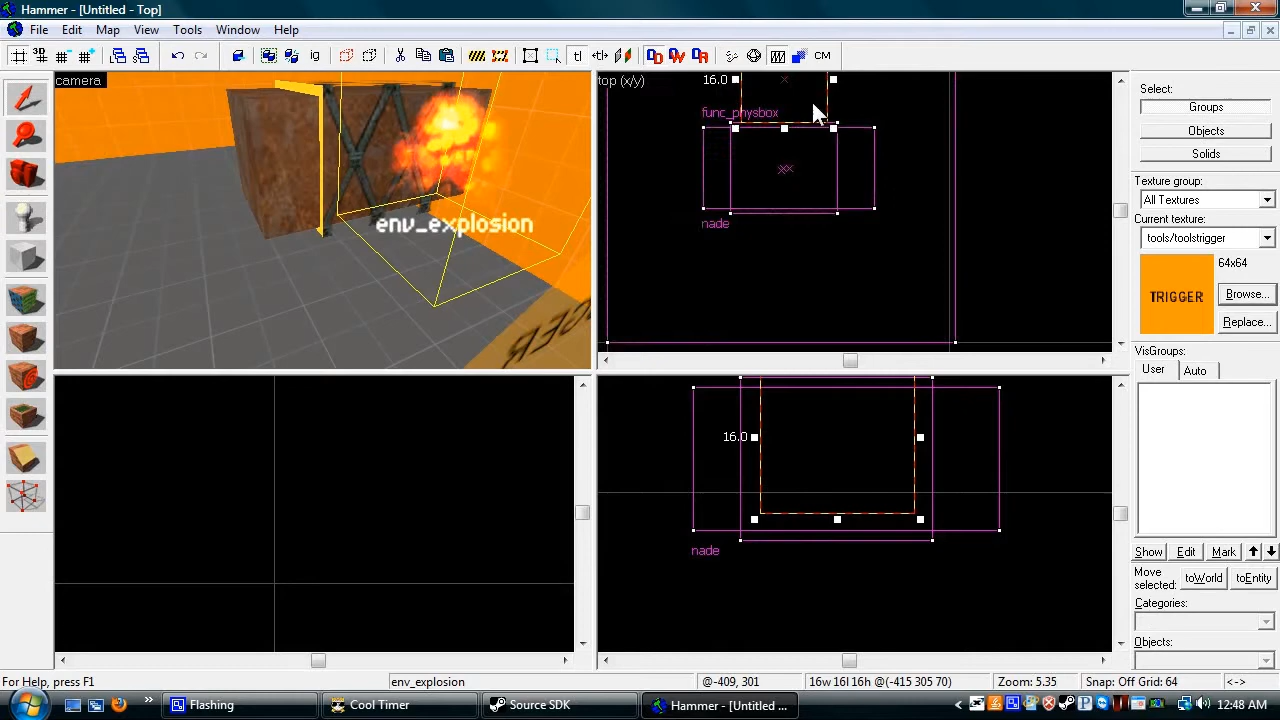 Hammer - [Untitled - Top]
File Edit Map View Tools Window Help
camera
env_explosion
top (x/y)
16.0
func_physbox
nade
16.0
nade
Select:
Groups
Objects
Solids
Texture group:
All Textures
Current texture:
tools/toolstrigger
TRIGGER
64x64
Browse...
Replace...
VisGroups:
User Auto
Show Edit Mark
Move selected:
toWorld toEntity
Categories:
Objects:
For Help, press F1
env_explosion
@-409, 301
16w 16l 16h @(-415 305 70)
Zoom: 5.35
Snap: Off Grid: 64
<->
Flashing
Cool Timer
Source SDK
Hammer - [Untitled ...
12:48 AM